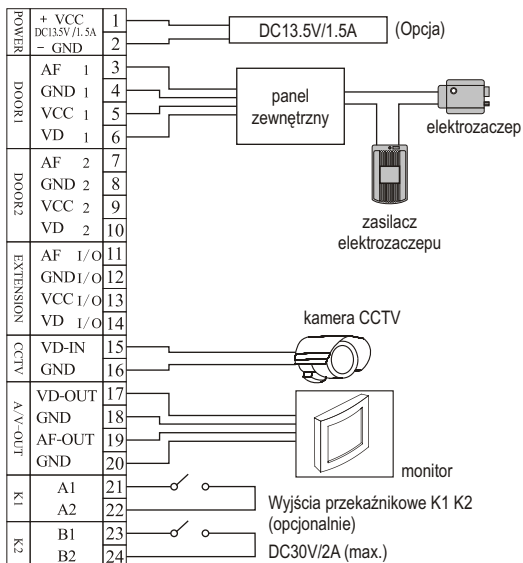 POWER
+ VCC 1
DC13.5V/1.5A
− GND 2
DC13.5V/1.5A (Opcja)
DOOR1
AF 1 3
GND 1 4
VCC 1 5
VD 1 6
panel
zewnętrzny
elektrozaczep
zasilacz
elektrozaczepu
DOOR2
AF 2 7
GND 2 8
VCC 2 9
VD 2 10
EXTENSION
AF I/O 11
GND I/O 12
VCC I/O 13
VD I/O 14
CCTV
VD-IN 15
GND 16
kamera CCTV
A/V-OUT
VD-OUT 17
GND 18
AF-OUT 19
GND 20
monitor
K1
A1 21
A2 22
K2
B1 23
B2 24
Wyjścia przekaźnikowe K1 K2
(opcjonalnie)
DC30V/2A (max.)